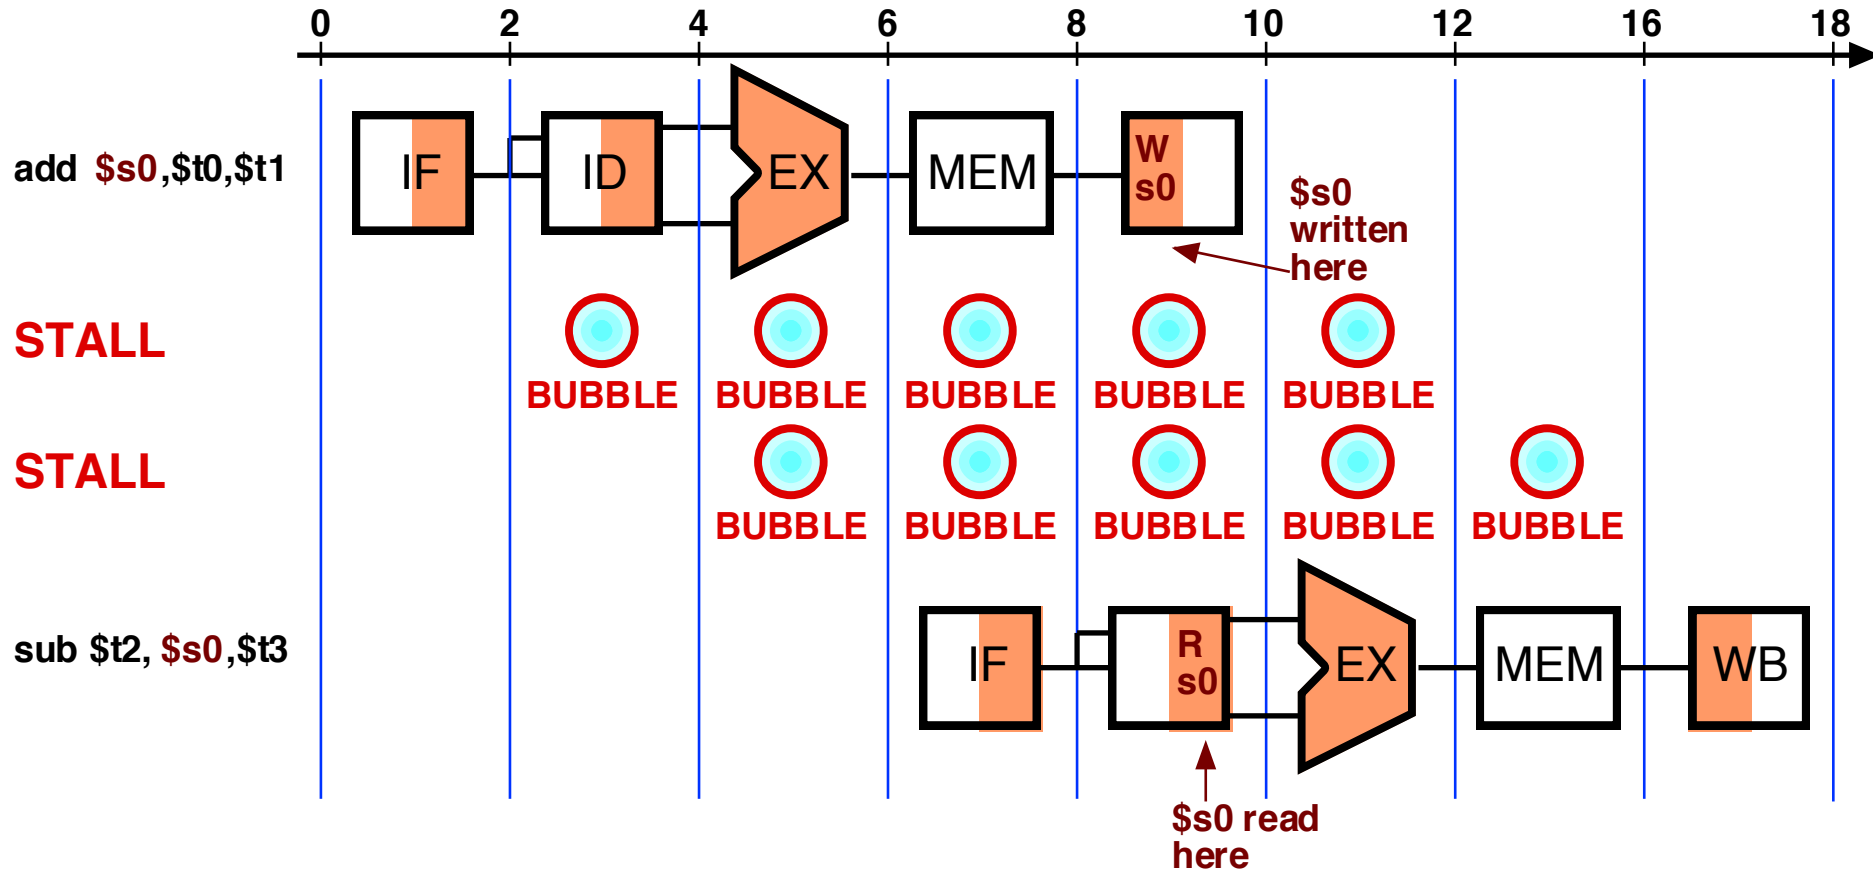 0 2 4 6 8 10 12 16 18
add $s0,$t0,$t1
IF ID EX MEM W
s0
$s0
written
here
STALL
BUBBLE BUBBLE BUBBLE BUBBLE BUBBLE
STALL
BUBBLE BUBBLE BUBBLE BUBBLE BUBBLE
sub $t2, $s0,$t3
IF R
s0
EX MEM WB
$s0 read
here